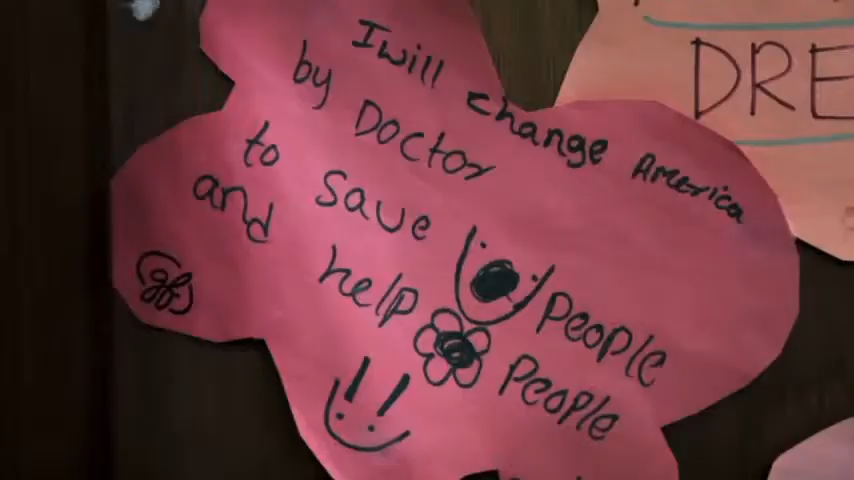 I will change America
by Doctor
to save people
and help people
DRE